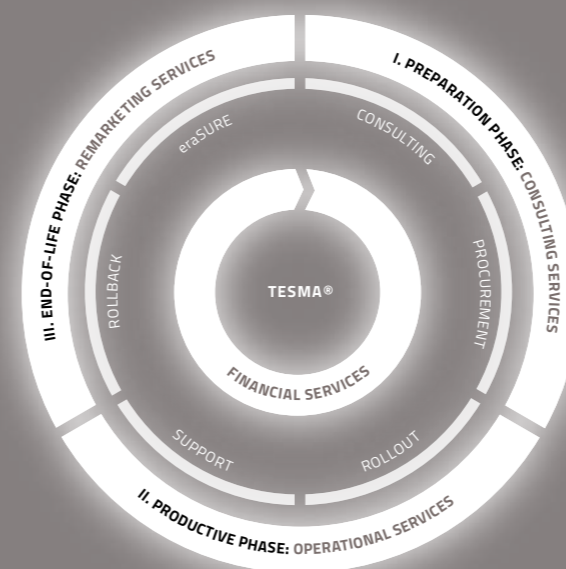 I. PREPARATION PHASE: CONSULTING SERVICES
II. PRODUCTIVE PHASE: OPERATIONAL SERVICES
III. END-OF-LIFE PHASE: REMARKETING SERVICES
CONSULTING
PROCUREMENT
ROLLOUT
SUPPORT
ROLLBACK
eraSURE
FINANCIAL SERVICES
TESMA®